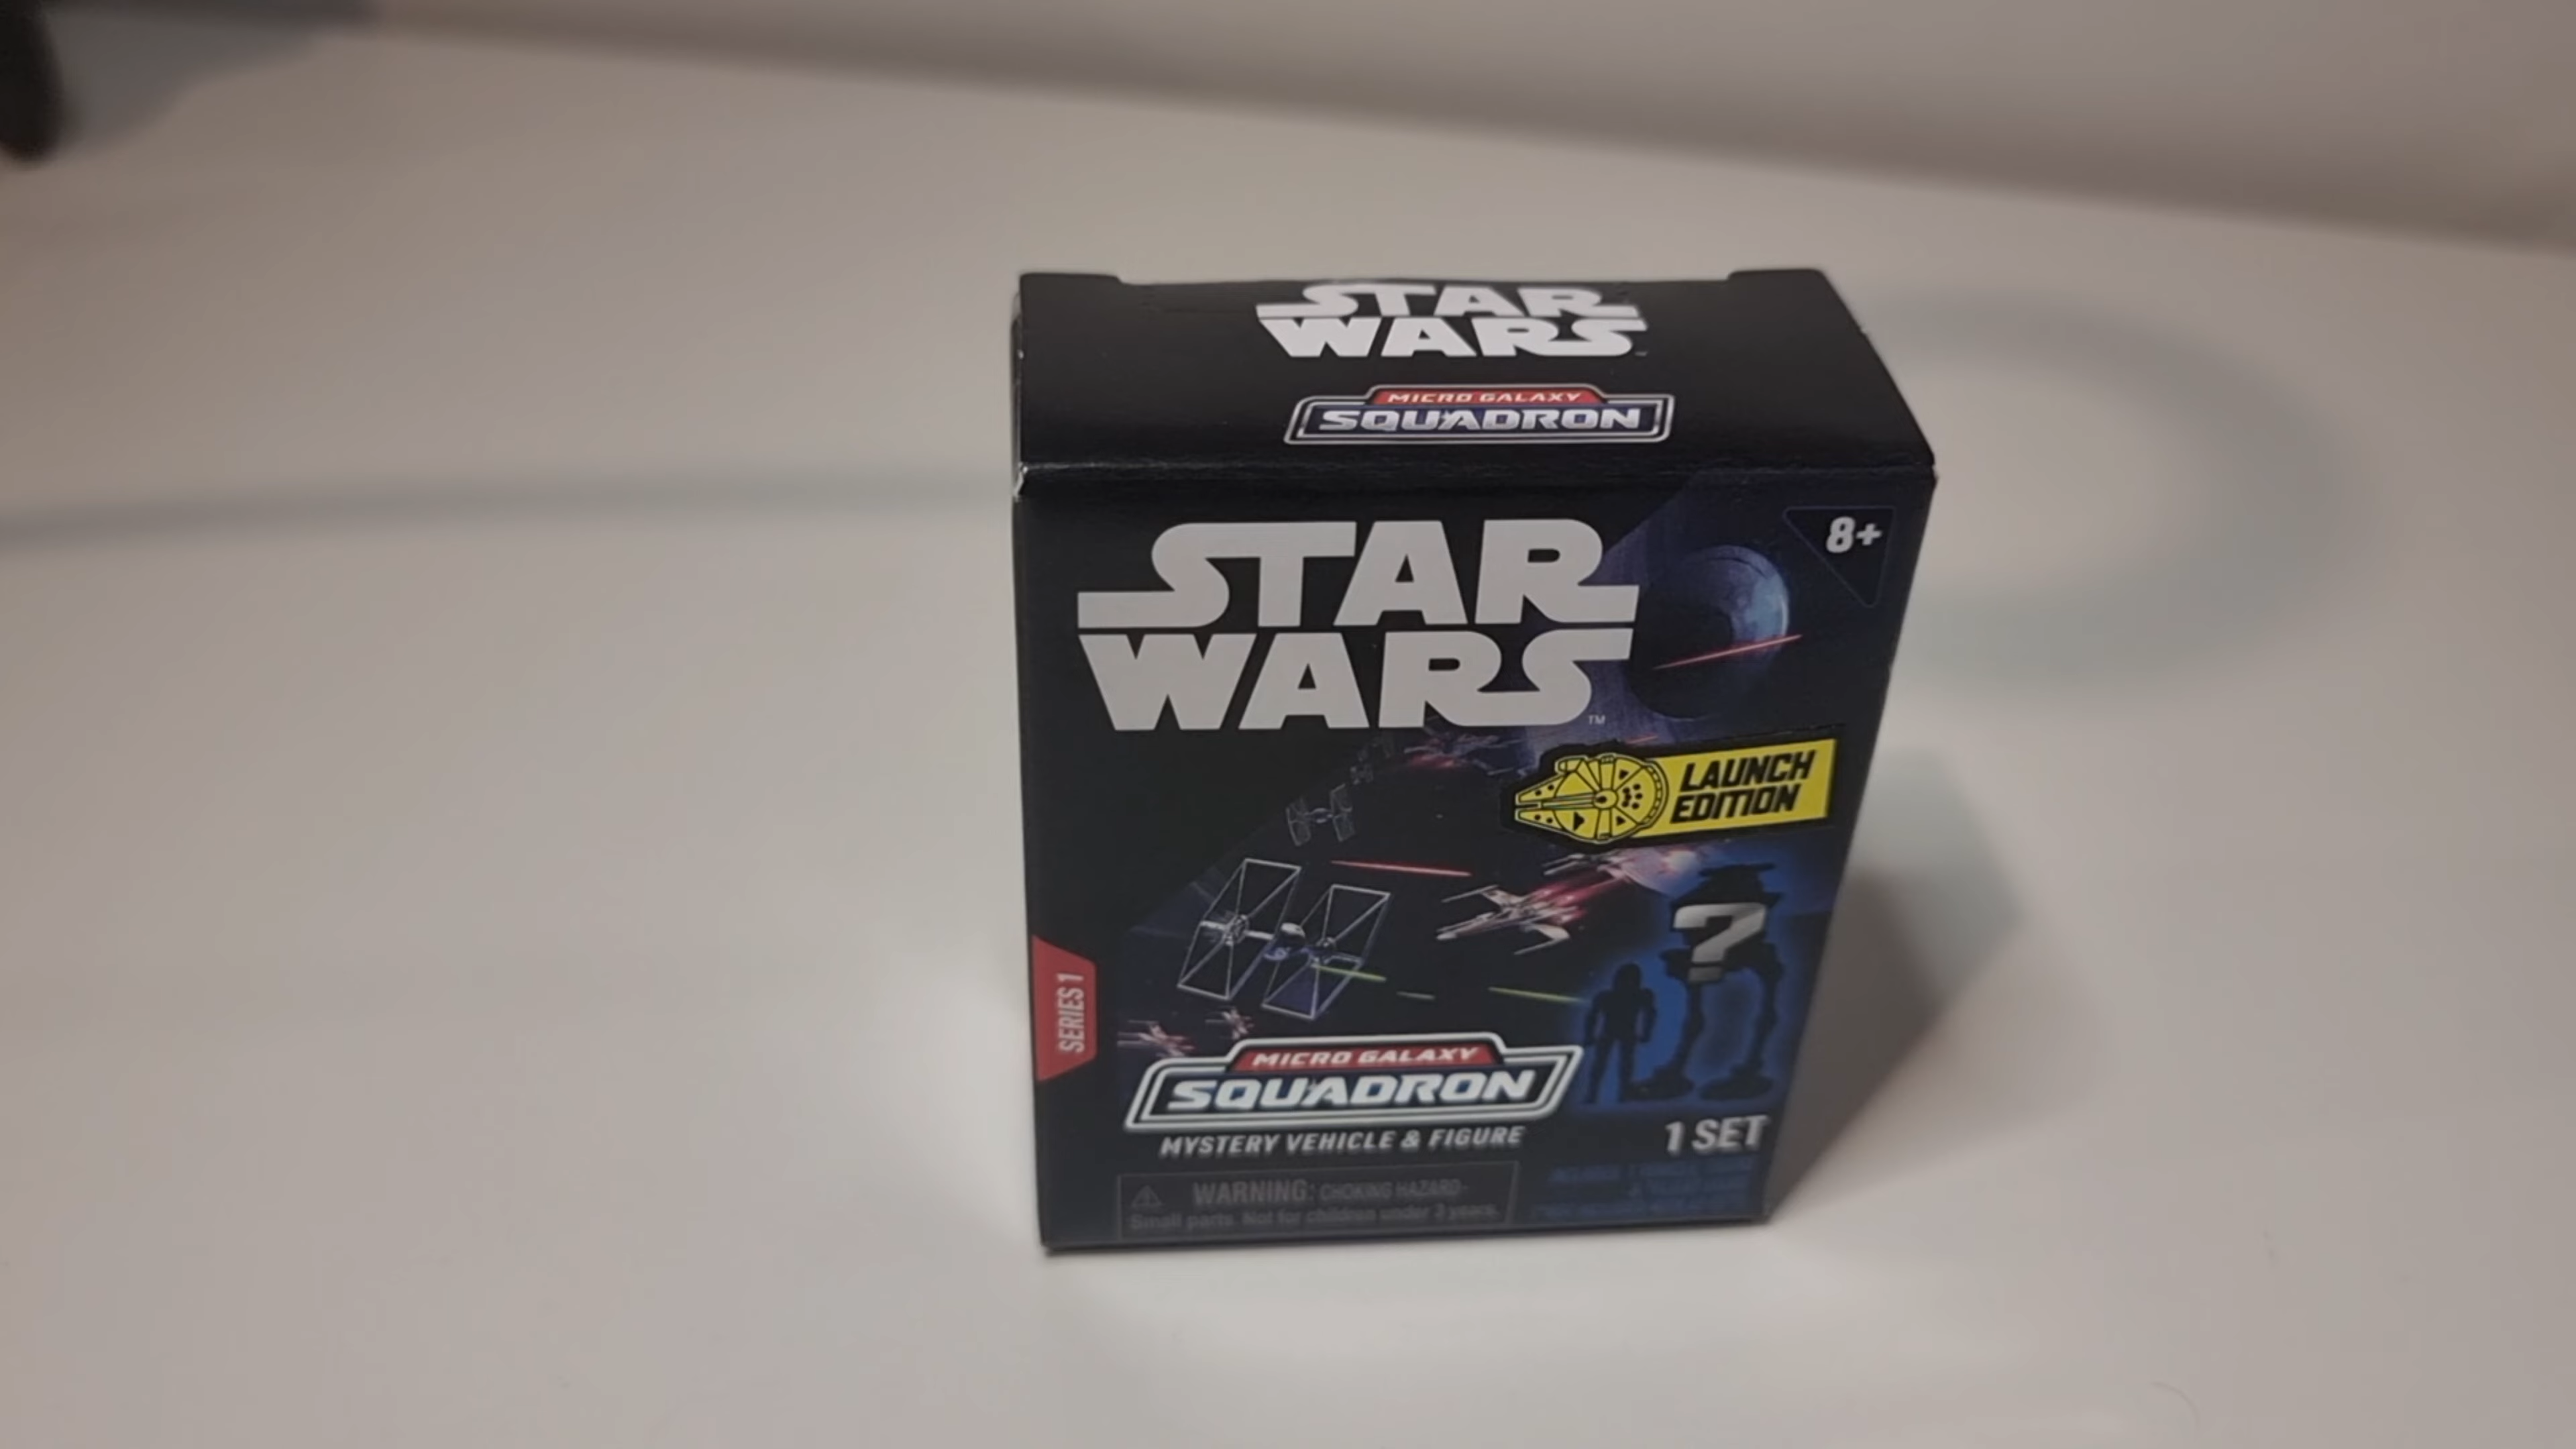 STAR
WARS
MICRO GALAXY
SQUADRON
8+
STAR
WARS
TM
LAUNCH
EDITION
?
SERIES 1
MICRO GALAXY
SQUADRON
MYSTERY VEHICLE & FIGURE
1 SET
WARNING: CHOKING HAZARD-
Small parts. Not for children under 3 years.